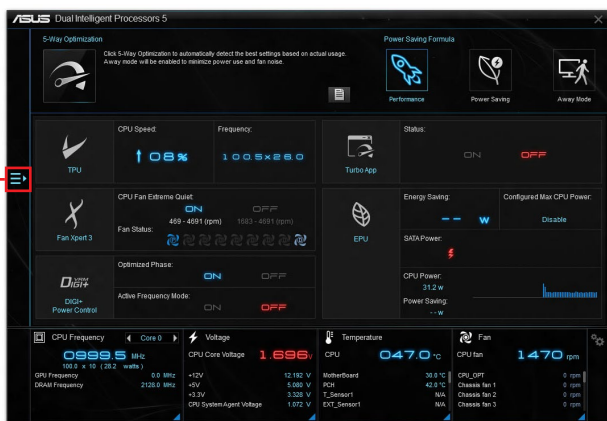 ASUS Dual Intelligent Processors 5
5-Way Optimization
Click 5-Way Optimization to automatically detect the best settings based on actual usage.
Away mode will be enabled to minimize power use and fan noise.
Power Saving Formula
Performance
Power Saving
Away Mode
TPU
CPU Speed:
↑ 08%
Frequency:
100.5x26.0
Turbo App
Status:
ON OFF
Fan Xpert 3
CPU Fan Extreme Quiet:
ON OFF
469 - 4691 (rpm) 1603 - 4691 (rpm)
Fan Status:
EPU
Energy Saving:
-- w
Configured Max CPU Power:
Disable
SATA Power:
CPU Power:
31.2 w
Power Saving:
- - w
DIGI+ VRM
DIGI+
Power Control
Optimized Phase:
ON OFF
Active Frequency Mode:
ON OFF
CPU Frequency
Core 0
0999.5 MHz
100.0 x 10 (28.2 watts)
GPU Frequency 0.0 MHz
DRAM Frequency 2128.0 MHz
Voltage
CPU Core Voltage 1.696v
+12V 12.192 V
+5V 5.080 V
+3.3V 3.328 V
CPU System Agent Voltage 1.072 V
Temperature
CPU 047.0 °C
MotherBoard 38.0 °C
PCH 42.0 °C
T_Sensor1 N/A
EXT_Sensor1 N/A
Fan
CPU fan 1470 rpm
CPU_OPT 0 rpm
Chassis fan 1 0 rpm
Chassis fan 2 0 rpm
Chassis fan 3 0 rpm